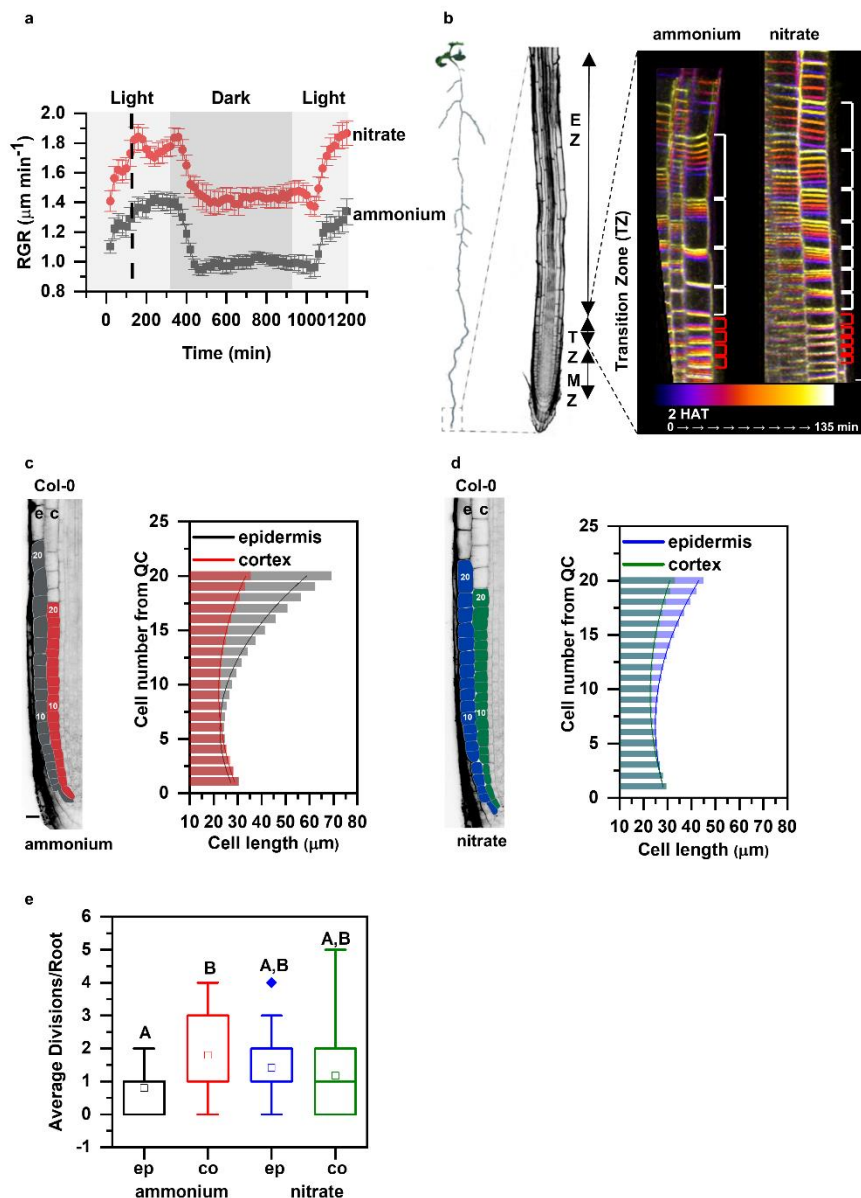 a
Light Dark Light
RGR (μm min⁻¹)
2.0
1.8
1.6
1.4
1.2
1.0
0.8
nitrate
ammonium
0 200 400 600 800 1000 1200
Time (min)
b
ammonium nitrate
E
Z
T
Z
M
Z
Transition Zone (TZ)
2 HAT
0 → → → → → → → → → → 135 min
c
Col-0
e c
20
20
10
10
ammonium
Cell number from QC
25
20
15
10
5
0
epidermis
cortex
10 20 30 40 50 60 70 80
Cell length (μm)
d
Col-0
e c
20
20
10
10
nitrate
Cell number from QC
25
20
15
10
5
0
epidermis
cortex
10 20 30 40 50 60 70 80
Cell length (μm)
e
Average Divisions/Root
6
5
4
3
2
1
0
-1
A
B
A,B
A,B
ep co ep co
ammonium nitrate